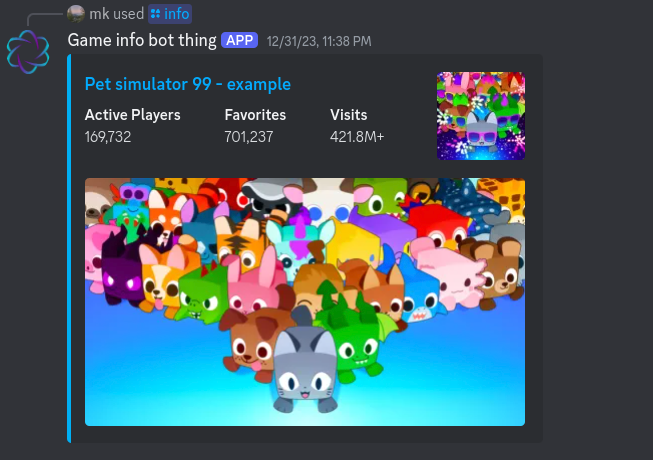 mk used info
Game info bot thing APP 12/31/23, 11:38 PM
Pet simulator 99 - example
Active Players Favorites Visits
169,732 701,237 421.8M+